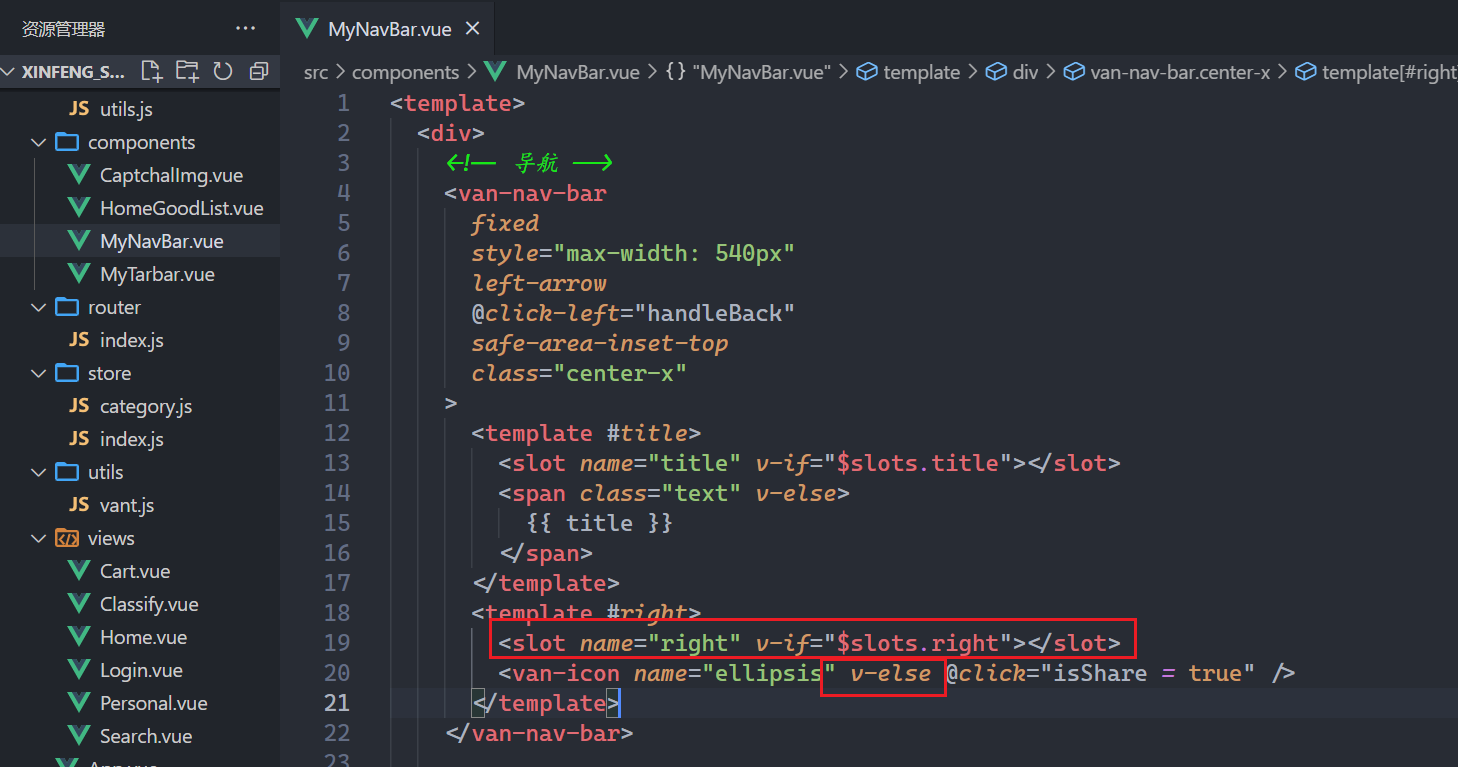 资源管理器 ···
XINFENG_S...
JS utils.js
components
CaptchaImg.vue
HomeGoodList.vue
MyNavBar.vue
MyTarbar.vue
router
JS index.js
store
JS category.js
JS index.js
utils
JS vant.js
views
Cart.vue
Classify.vue
Home.vue
Login.vue
Personal.vue
Search.vue
App.vue
MyNavBar.vue ×
src > components > MyNavBar.vue > {} "MyNavBar.vue" > template > div > van-nav-bar.center-x > template[#right]
1 <template>
2 <div>
3 <!-- 导航 -->
4 <van-nav-bar
5 fixed
6 style="max-width: 540px"
7 left-arrow
8 @click-left="handleBack"
9 safe-area-inset-top
10 class="center-x"
11 >
12 <template #title>
13 <slot name="title" v-if="$slots.title"></slot>
14 <span class="text" v-else>
15 {{ title }}
16 </span>
17 </template>
18 <template #right>
19 <slot name="right" v-if="$slots.right"></slot>
20 <van-icon name="ellipsis" v-else @click="isShare = true" />
21 </template>
22 </van-nav-bar>
23